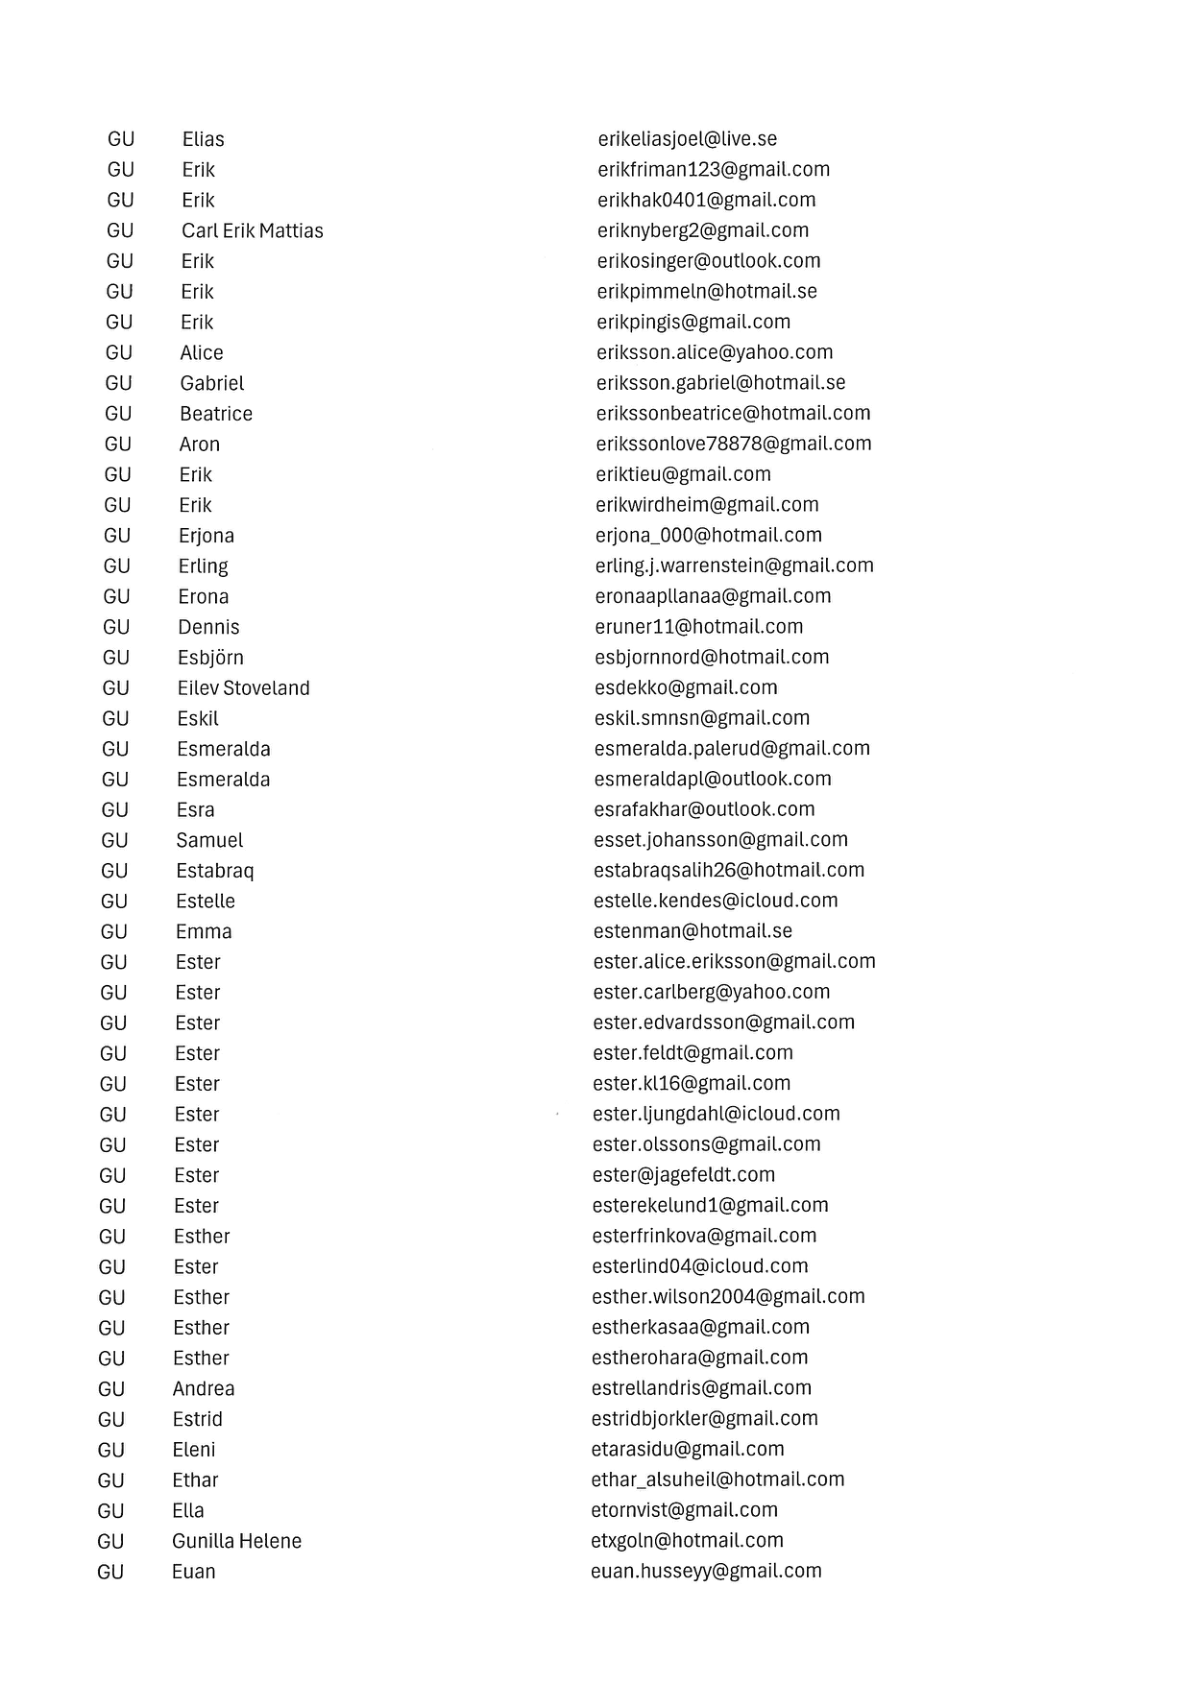 GU Elias erikeliasjoel@live.se
GU Erik erikfriman123@gmail.com
GU Erik erikhak0401@gmail.com
GU Carl Erik Mattias eriknyberg2@gmail.com
GU Erik erikosinger@outlook.com
GU Erik erikpimmeln@hotmail.se
GU Erik erikpingis@gmail.com
GU Alice eriksson.alice@yahoo.com
GU Gabriel eriksson.gabriel@hotmail.se
GU Beatrice erikssonbeatrice@hotmail.com
GU Aron erikssonlove78878@gmail.com
GU Erik eriktieu@gmail.com
GU Erik erikwirdheim@gmail.com
GU Erjona erjona_000@hotmail.com
GU Erling erling.j.warrenstein@gmail.com
GU Erona eronaapllanaa@gmail.com
GU Dennis eruner11@hotmail.com
GU Esbjörn esbjornnord@hotmail.com
GU Eilev Stoveland esdekko@gmail.com
GU Eskil eskil.smnsn@gmail.com
GU Esmeralda esmeralda.palerud@gmail.com
GU Esmeralda esmeraldapl@outlook.com
GU Esra esrafakhar@outlook.com
GU Samuel esset.johansson@gmail.com
GU Estabraq estabraqsalih26@hotmail.com
GU Estelle estelle.kendes@icloud.com
GU Emma estenman@hotmail.se
GU Ester ester.alice.eriksson@gmail.com
GU Ester ester.carlberg@yahoo.com
GU Ester ester.edvardsson@gmail.com
GU Ester ester.feldt@gmail.com
GU Ester ester.kl16@gmail.com
GU Ester ester.ljungdahl@icloud.com
GU Ester ester.olssons@gmail.com
GU Ester ester@jagefeldt.com
GU Ester esterekelund1@gmail.com
GU Esther esterfrinkova@gmail.com
GU Ester esterlind04@icloud.com
GU Esther esther.wilson2004@gmail.com
GU Esther estherkasaa@gmail.com
GU Esther estherohara@gmail.com
GU Andrea estrellandris@gmail.com
GU Estrid estridbjorkler@gmail.com
GU Eleni etarasidu@gmail.com
GU Ethar ethar_alsuheil@hotmail.com
GU Ella etornvist@gmail.com
GU Gunilla Helene etxgoln@hotmail.com
GU Euan euan.husseyy@gmail.com